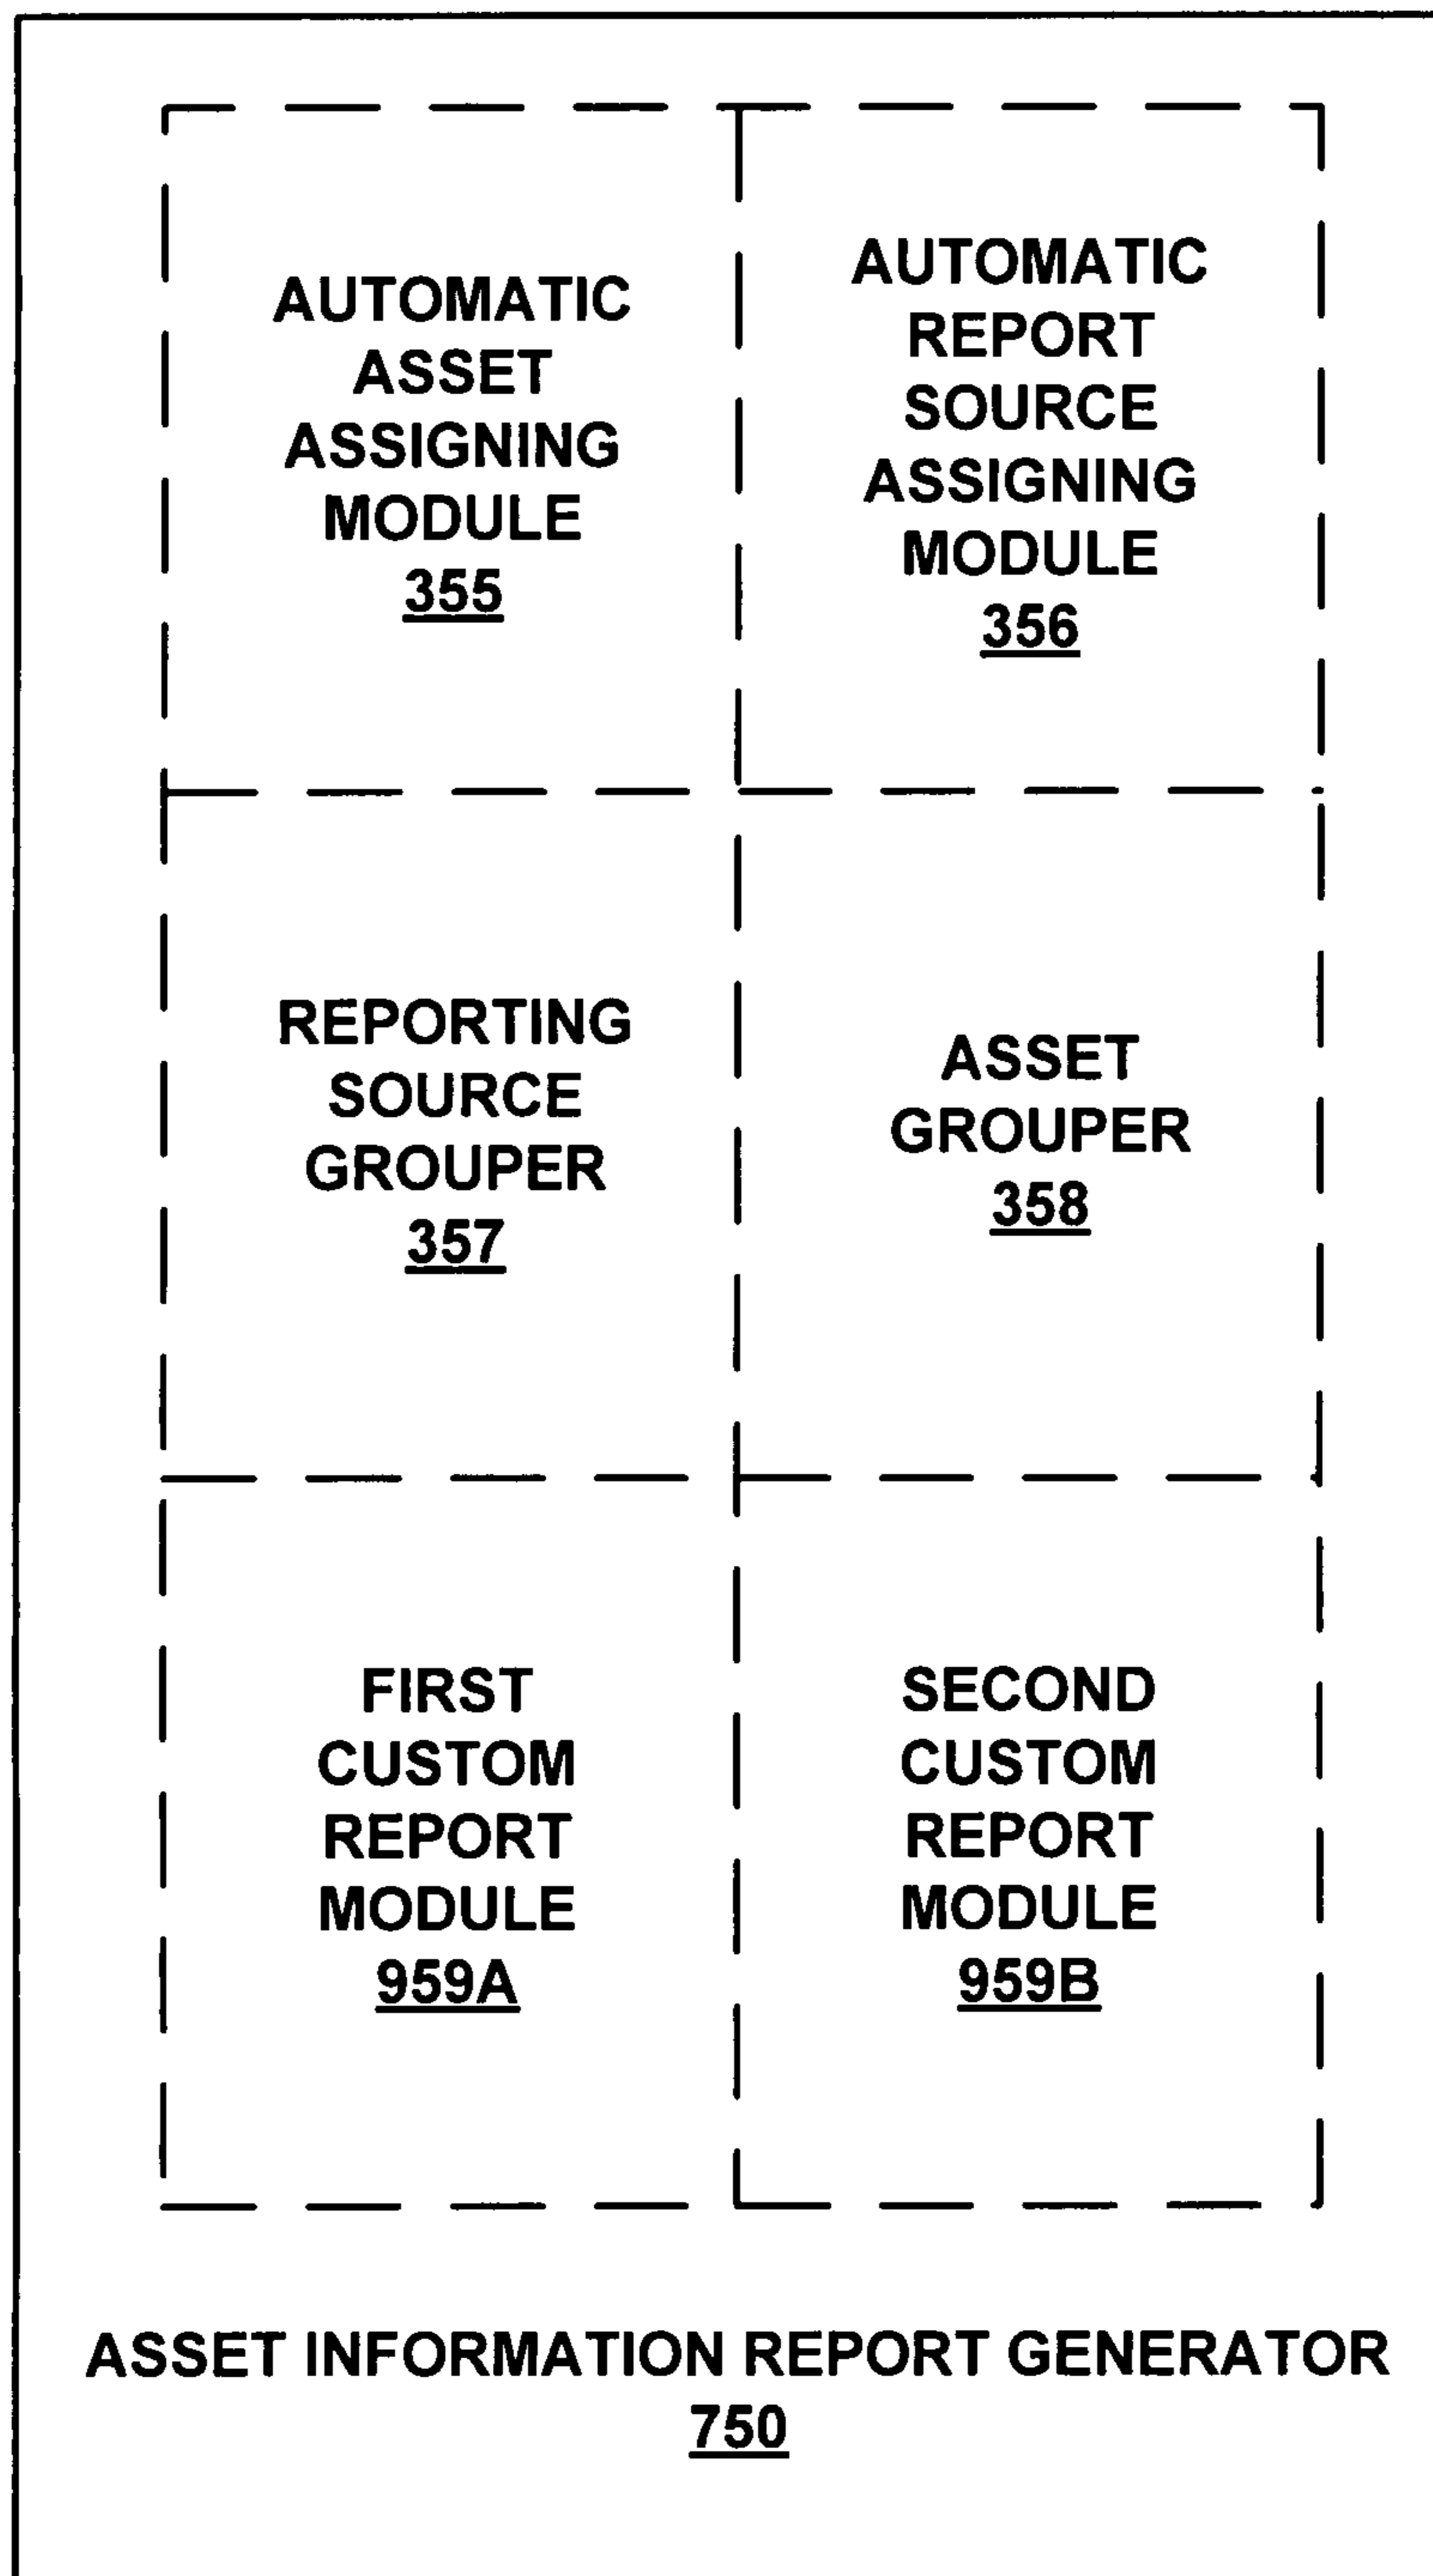 AUTOMATIC
ASSET
ASSIGNING
MODULE
355
AUTOMATIC
REPORT
SOURCE
ASSIGNING
MODULE
356
REPORTING
SOURCE
GROUPER
357
ASSET
GROUPER
358
FIRST
CUSTOM
REPORT
MODULE
959A
SECOND
CUSTOM
REPORT
MODULE
959B
ASSET INFORMATION REPORT GENERATOR
750